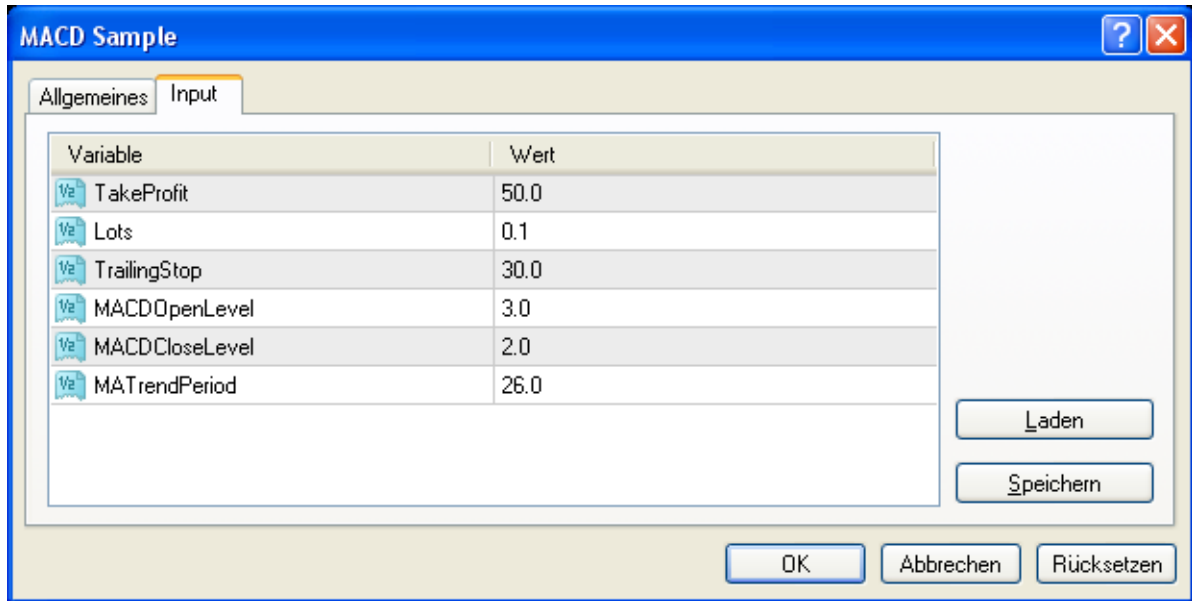 MACD Sample
Allgemeines Input
Variable Wert
TakeProfit 50.0
Lots 0.1
TrailingStop 30.0
MACDOpenLevel 3.0
MACDCloseLevel 2.0
MATrendPeriod 26.0
Laden
Speichern
OK Abbrechen Rücksetzen